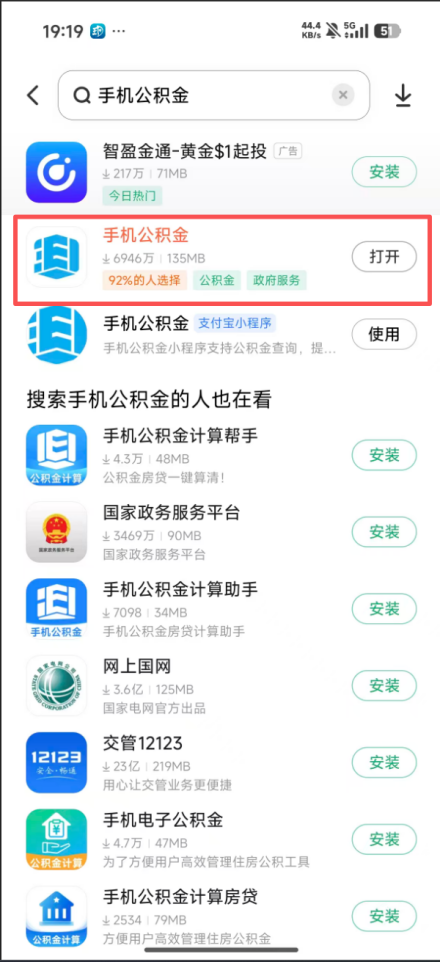 19:19 ··· 44.4 KB/s 5G 51
手机公积金
智盈金通-黄金$1起投 广告
217万 | 71MB
安装
今日热门
手机公积金
6946万 | 135MB
打开
92%的人选择 公积金 政府服务
手机公积金 支付宝小程序
使用
手机公积金小程序支持公积金查询，提...
搜索手机公积金的人也在看
手机公积金计算帮手
4.3万 | 48MB
安装
公积金计算
公积金房贷一键算清！
国家政务服务平台
3469万 | 90MB
安装
国家政务服务平台
国家政务服务平台
手机公积金计算助手
7098 | 34MB
安装
手机公积金
手机公积金房贷计算助手
网上国网
3.6亿 | 125MB
安装
国家电网官方出品
交管12123
12123
23亿 | 219MB
安装
安全·畅通
用心让交管业务更便捷
手机电子公积金
4.7万 | 47MB
安装
公积金计算
为了方便用户高效管理住房公积工具
手机公积金计算房贷
2534 | 79MB
安装
公积金计算
方便用户高效管理住房公积金